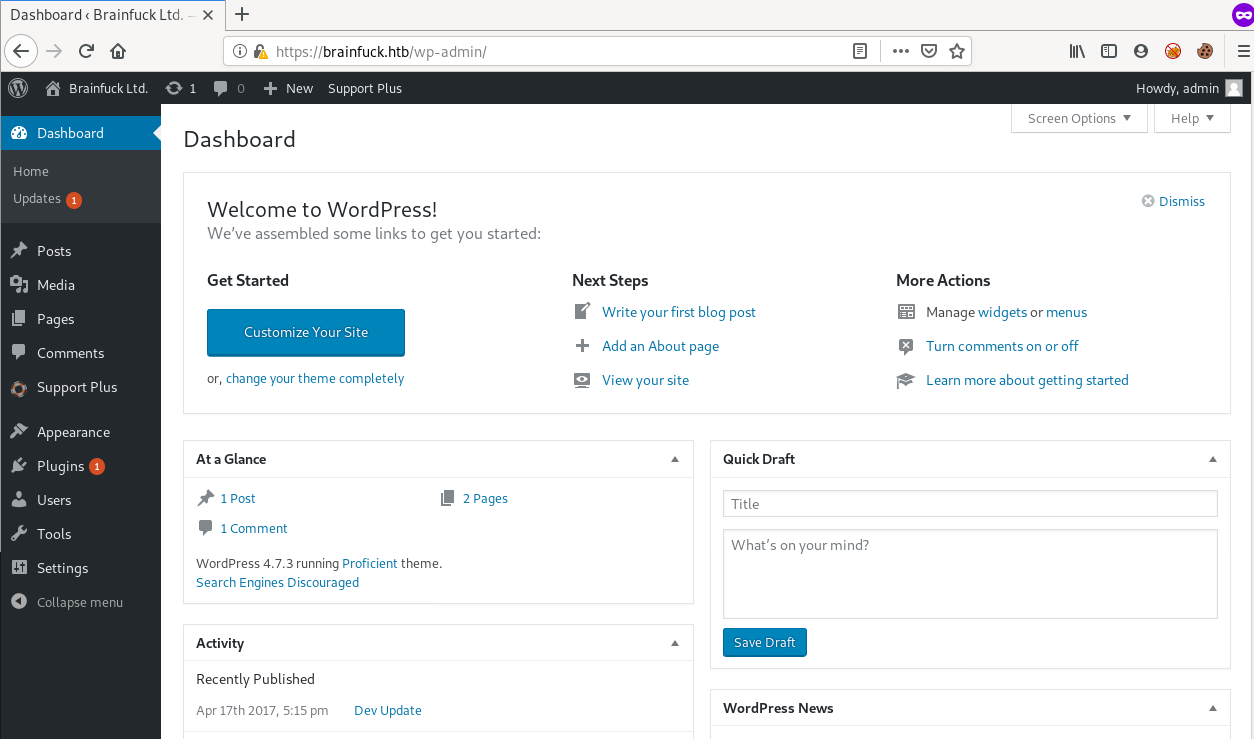 Dashboard ‹ Brainfuck Ltd. —
https://brainfuck.htb/wp-admin/
Brainfuck Ltd. 1 0 New Support Plus Howdy, admin
Dashboard
Home
Updates 1
Posts
Media
Pages
Comments
Support Plus
Appearance
Plugins 1
Users
Tools
Settings
Collapse menu
Screen Options Help
Dashboard
Welcome to WordPress!
Dismiss
We've assembled some links to get you started:
Get Started
Customize Your Site
or, change your theme completely
Next Steps
Write your first blog post
Add an About page
View your site
More Actions
Manage widgets or menus
Turn comments on or off
Learn more about getting started
At a Glance
1 Post 2 Pages
1 Comment
WordPress 4.7.3 running Proficient theme.
Search Engines Discouraged
Activity
Recently Published
Apr 17th 2017, 5:15 pm Dev Update
Quick Draft
Title
What's on your mind?
Save Draft
WordPress News